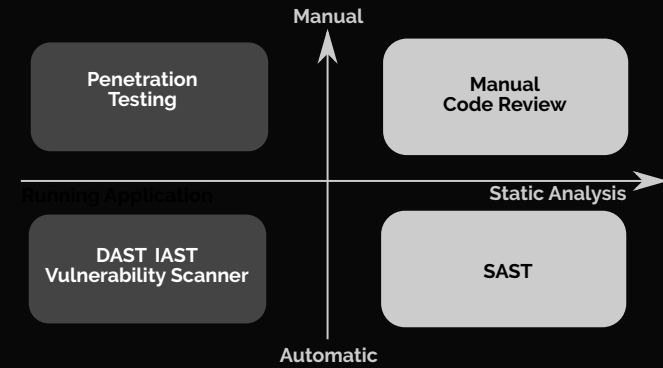 Manual
Penetration
Testing
Manual
Code Review
Running Application
Static Analysis
DAST IAST
Vulnerability Scanner
SAST
Automatic